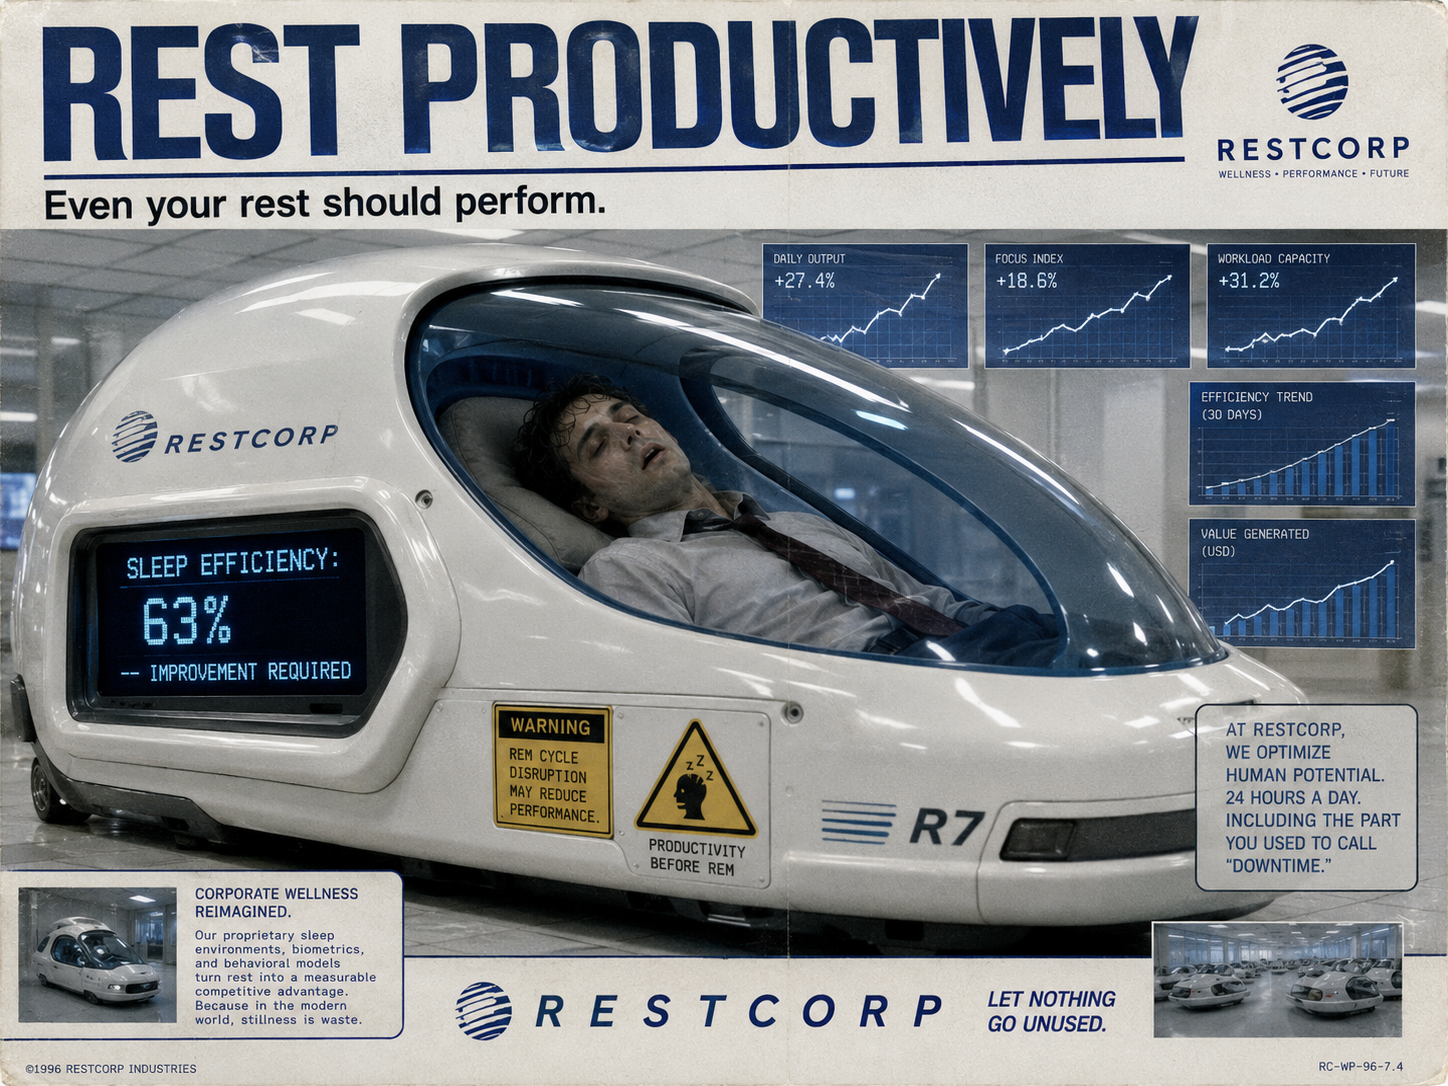 REST PRODUCTIVELY
Even your rest should perform.
RESTCORP
WELLNESS • PERFORMANCE • FUTURE
DAILY OUTPUT
+27.4%
FOCUS INDEX
+18.6%
WORKLOAD CAPACITY
+31.2%
EFFICIENCY TREND
(30 DAYS)
VALUE GENERATED
(USD)
RESTCORP
SLEEP EFFICIENCY:
63%
-- IMPROVEMENT REQUIRED
WARNING
REM CYCLE
DISRUPTION
MAY REDUCE
PERFORMANCE.
Z Z Z
PRODUCTIVITY
BEFORE REM
R7
AT RESTCORP,
WE OPTIMIZE
HUMAN POTENTIAL.
24 HOURS A DAY.
INCLUDING THE PART
YOU USED TO CALL
“DOWNTIME.”
CORPORATE WELLNESS
REIMAGINED.
Our proprietary sleep
environments, biometrics,
and behavioral models
turn rest into a measurable
competitive advantage.
Because in the modern
world, stillness is waste.
RESTCORP
LET NOTHING
GO UNUSED.
©1996 RESTCORP INDUSTRIES
RC-WP-96-7.4